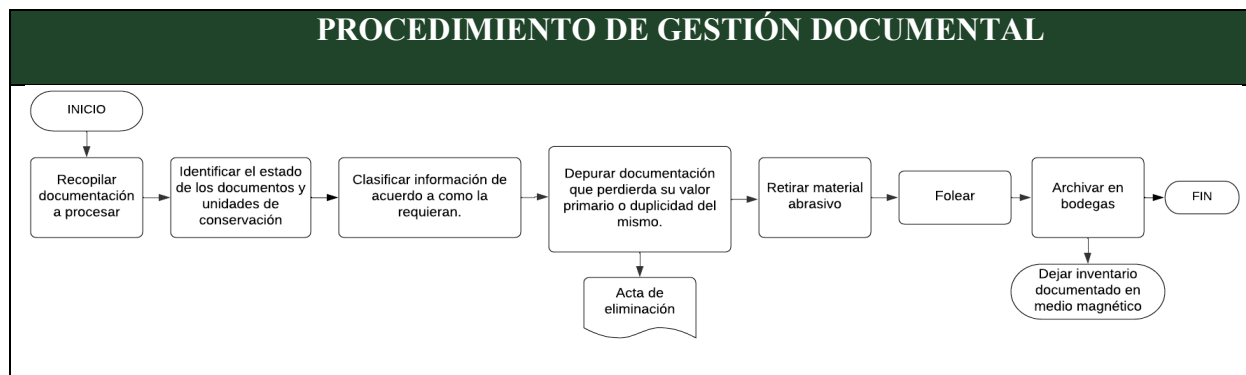 PROCEDIMIENTO DE GESTIÓN DOCUMENTAL
INICIO
Recopilar
documentación
a procesar
Identificar el estado
de los documentos y
unidades de
conservación
Clasificar información de
acuerdo a como la
requieran.
Depurar documentación
que perdierda su valor
primario o duplicidad del
mismo.
Retirar material
abrasivo
Folear
Archivar en
bodegas
FIN
Acta de
eliminación
Dejar inventario
documentado en
medio magnético